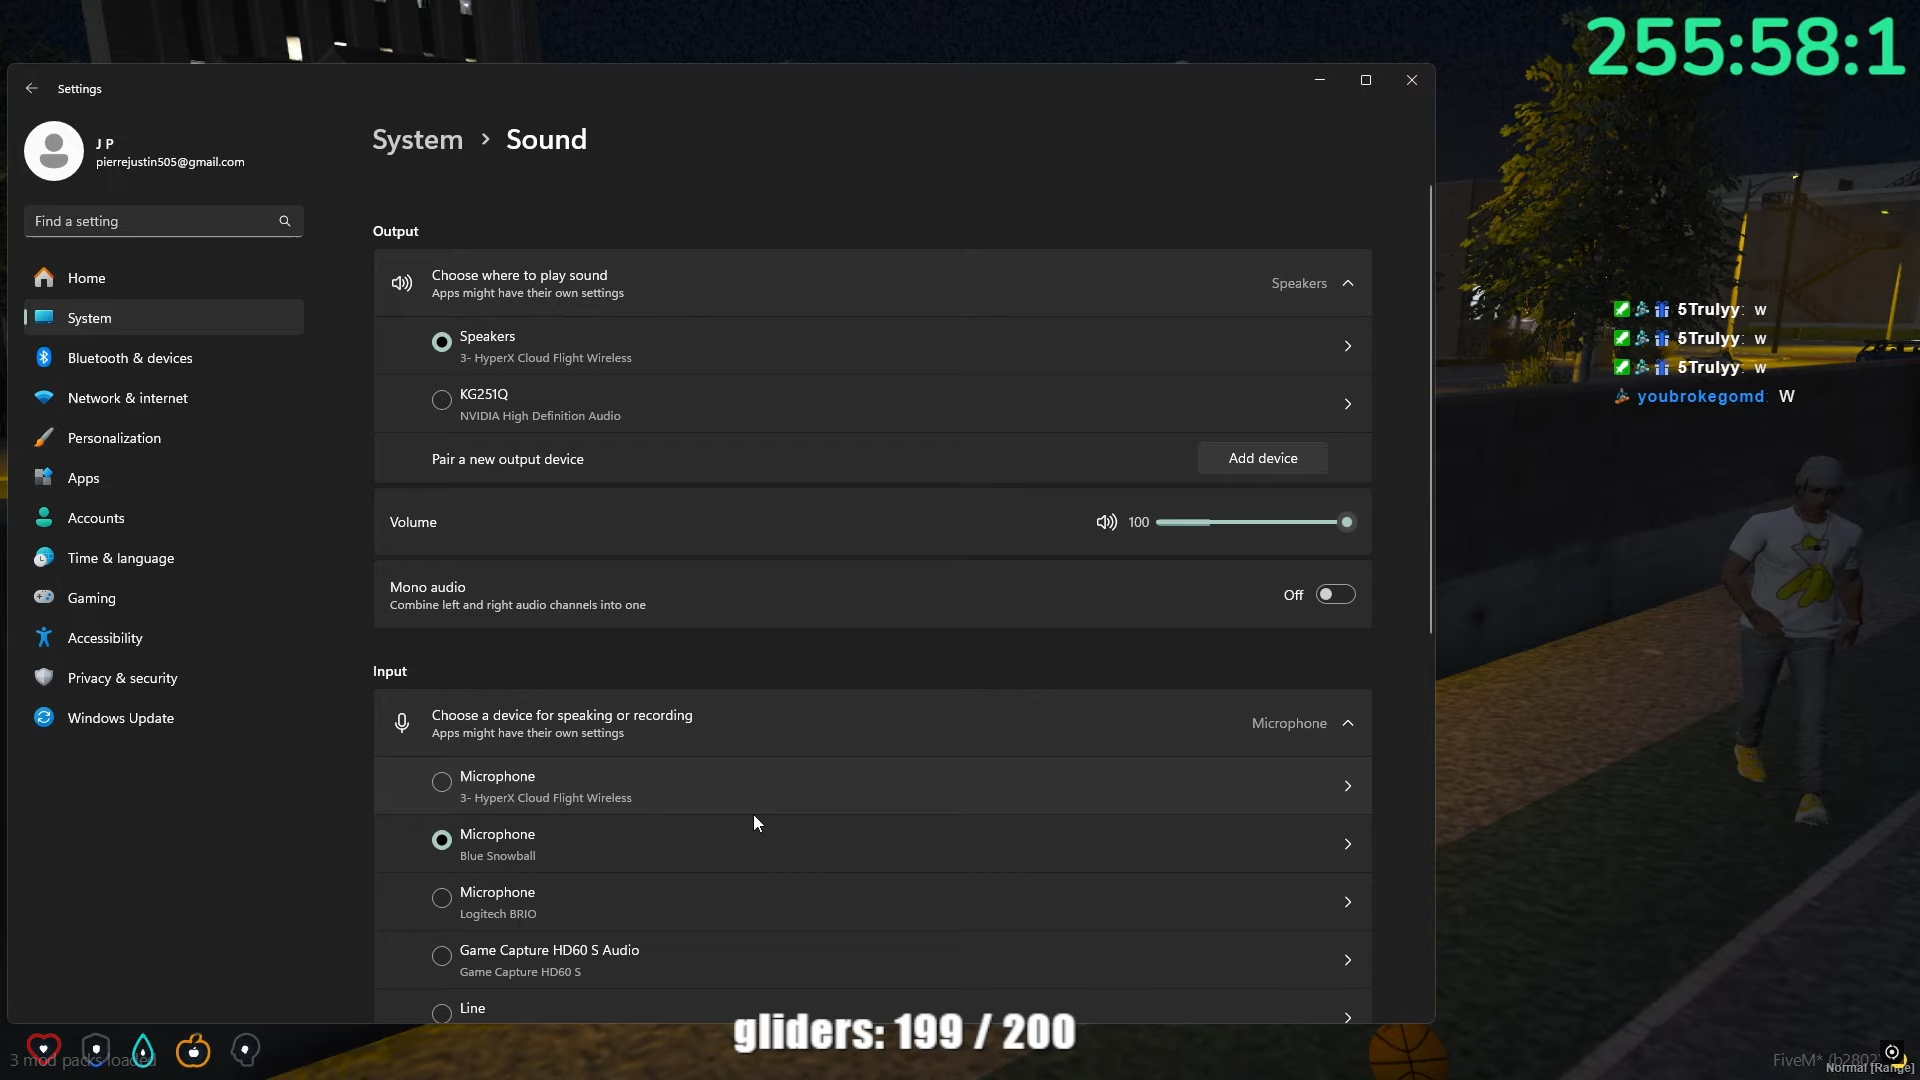 255:58:1
Settings
J P
pierrejustin505@gmail.com
System > Sound
Find a setting
Home
System
Bluetooth & devices
Network & internet
Personalization
Apps
Accounts
Time & language
Gaming
Accessibility
Privacy & security
Windows Update
Output
Choose where to play sound
Apps might have their own settings
Speakers
Speakers
3- HyperX Cloud Flight Wireless
KG251Q
NVIDIA High Definition Audio
Pair a new output device
Add device
Volume
100
Mono audio
Combine left and right audio channels into one
Off
Input
Choose a device for speaking or recording
Apps might have their own settings
Microphone
Microphone
3- HyperX Cloud Flight Wireless
Microphone
Blue Snowball
Microphone
Logitech BRIO
Game Capture HD60 S Audio
Game Capture HD60 S
Line
5Trulyy: w
5Trulyy: w
5Trulyy: w
youbrokegomd: W
gliders: 199 / 200
3 mod packs loaded
FiveM* (b2802)
Normal [Range]